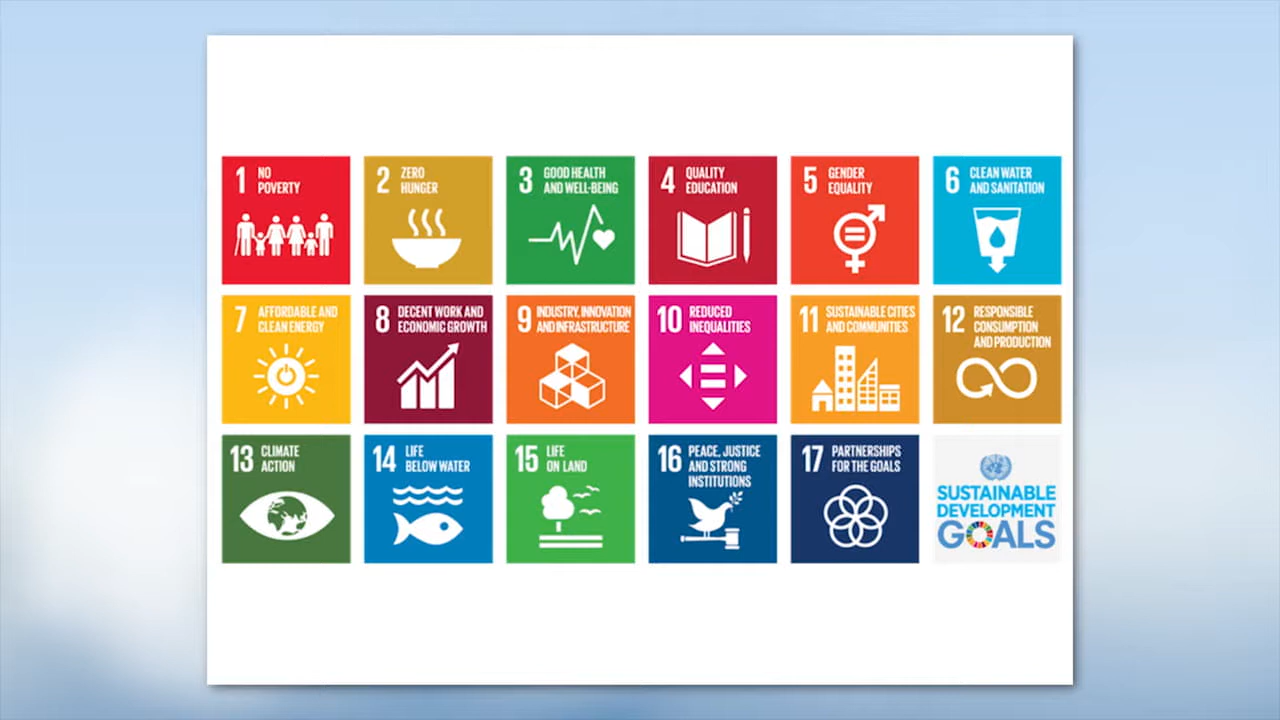 1 NO
POVERTY
2 ZERO
HUNGER
3 GOOD HEALTH
AND WELL-BEING
4 QUALITY
EDUCATION
5 GENDER
EQUALITY
6 CLEAN WATER
AND SANITATION
7 AFFORDABLE AND
CLEAN ENERGY
8 DECENT WORK AND
ECONOMIC GROWTH
9 INDUSTRY, INNOVATION
AND INFRASTRUCTURE
10 REDUCED
INEQUALITIES
11 SUSTAINABLE CITIES
AND COMMUNITIES
12 RESPONSIBLE
CONSUMPTION
AND PRODUCTION
13 CLIMATE
ACTION
14 LIFE
BELOW WATER
15 LIFE
ON LAND
16 PEACE, JUSTICE
AND STRONG
INSTITUTIONS
17 PARTNERSHIPS
FOR THE GOALS
SUSTAINABLE
DEVELOPMENT
GOALS